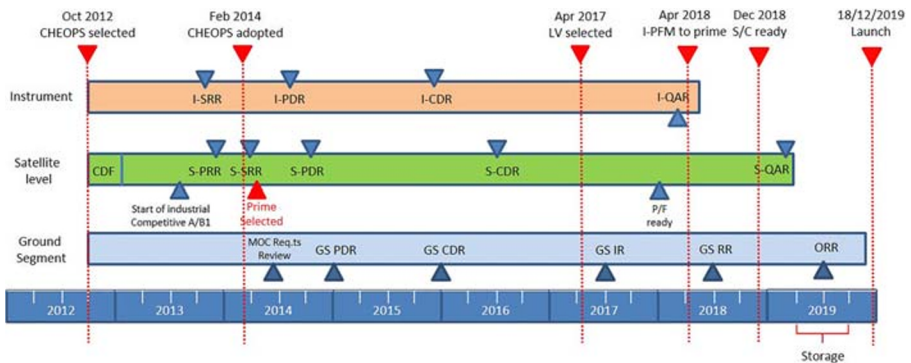 Oct 2012
CHEOPS selected
Feb 2014
CHEOPS adopted
Apr 2017
LV selected
Apr 2018
I-PFM to prime
Dec 2018
S/C ready
18/12/2019
Launch
Instrument
I-SRR
I-PDR
I-CDR
I-QAR
Satellite
level
CDF
S-PRR
S-SRR
S-PDR
S-CDR
S-QAR
Start of industrial
Competitive A/B1
Prime
Selected
P/F
ready
Ground
Segment
MOC Req.ts
Review
GS PDR
GS CDR
GS IR
GS RR
ORR
2012
2013
2014
2015
2016
2017
2018
2019
Storage